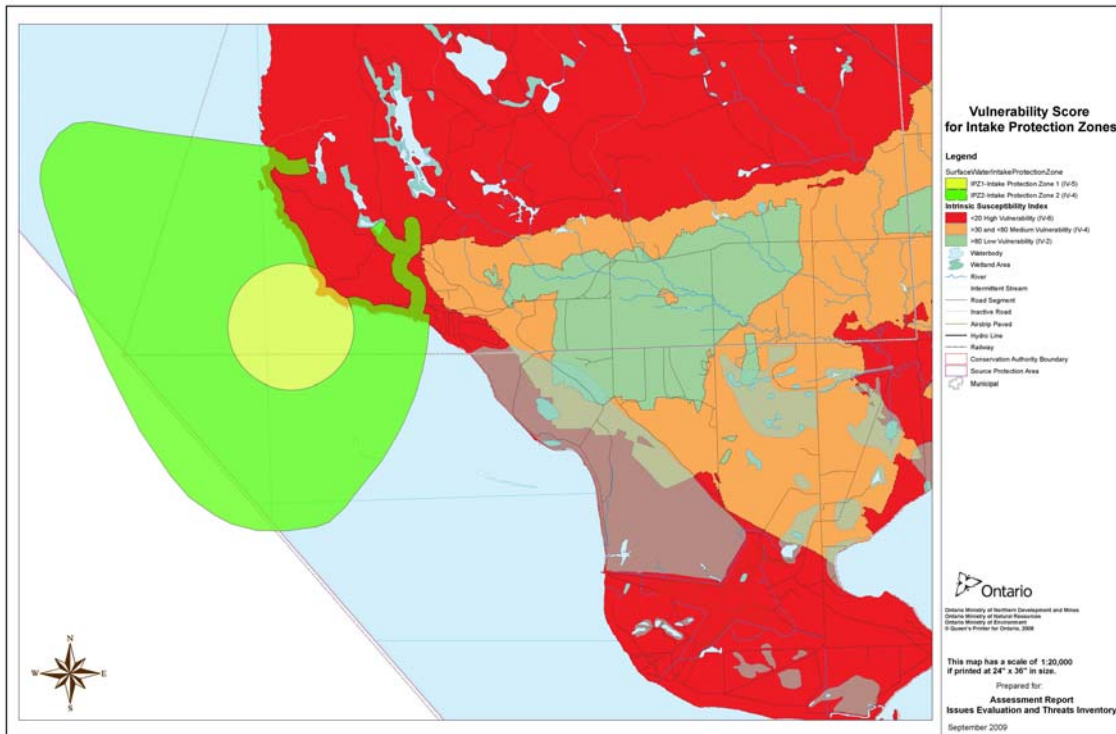 Vulnerability Score
for Intake Protection Zones
Legend
SurfaceWaterIntakeProtectionZone
IPZ1-Intake Protection Zone 1 (IV-5)
IPZ2-Intake Protection Zone 2 (IV-4)
Intrinsic Susceptibility Index
<20 High Vulnerability (IV-6)
>30 and <80 Medium Vulnerability (IV-4)
>80 Low Vulnerability (IV-2)
Waterbody
Wetland Area
River
Intermittent Stream
Road Segment
Inactive Road
Airstrip Paved
Hydro Line
Railway
Conservation Authority Boundary
Source Protection Area
Municipal
Ontario
Ontario Ministry of Northern Development and Mines
Ontario Ministry of Natural Resources
Ontario Ministry of Environment
© Queen's Printer for Ontario, 2008
This map has a scale of 1:20,000
if printed at 24" x 36" in size.
Prepared for:
Assessment Report
Issues Evaluation and Threats Inventory
September 2009
N
W E
S